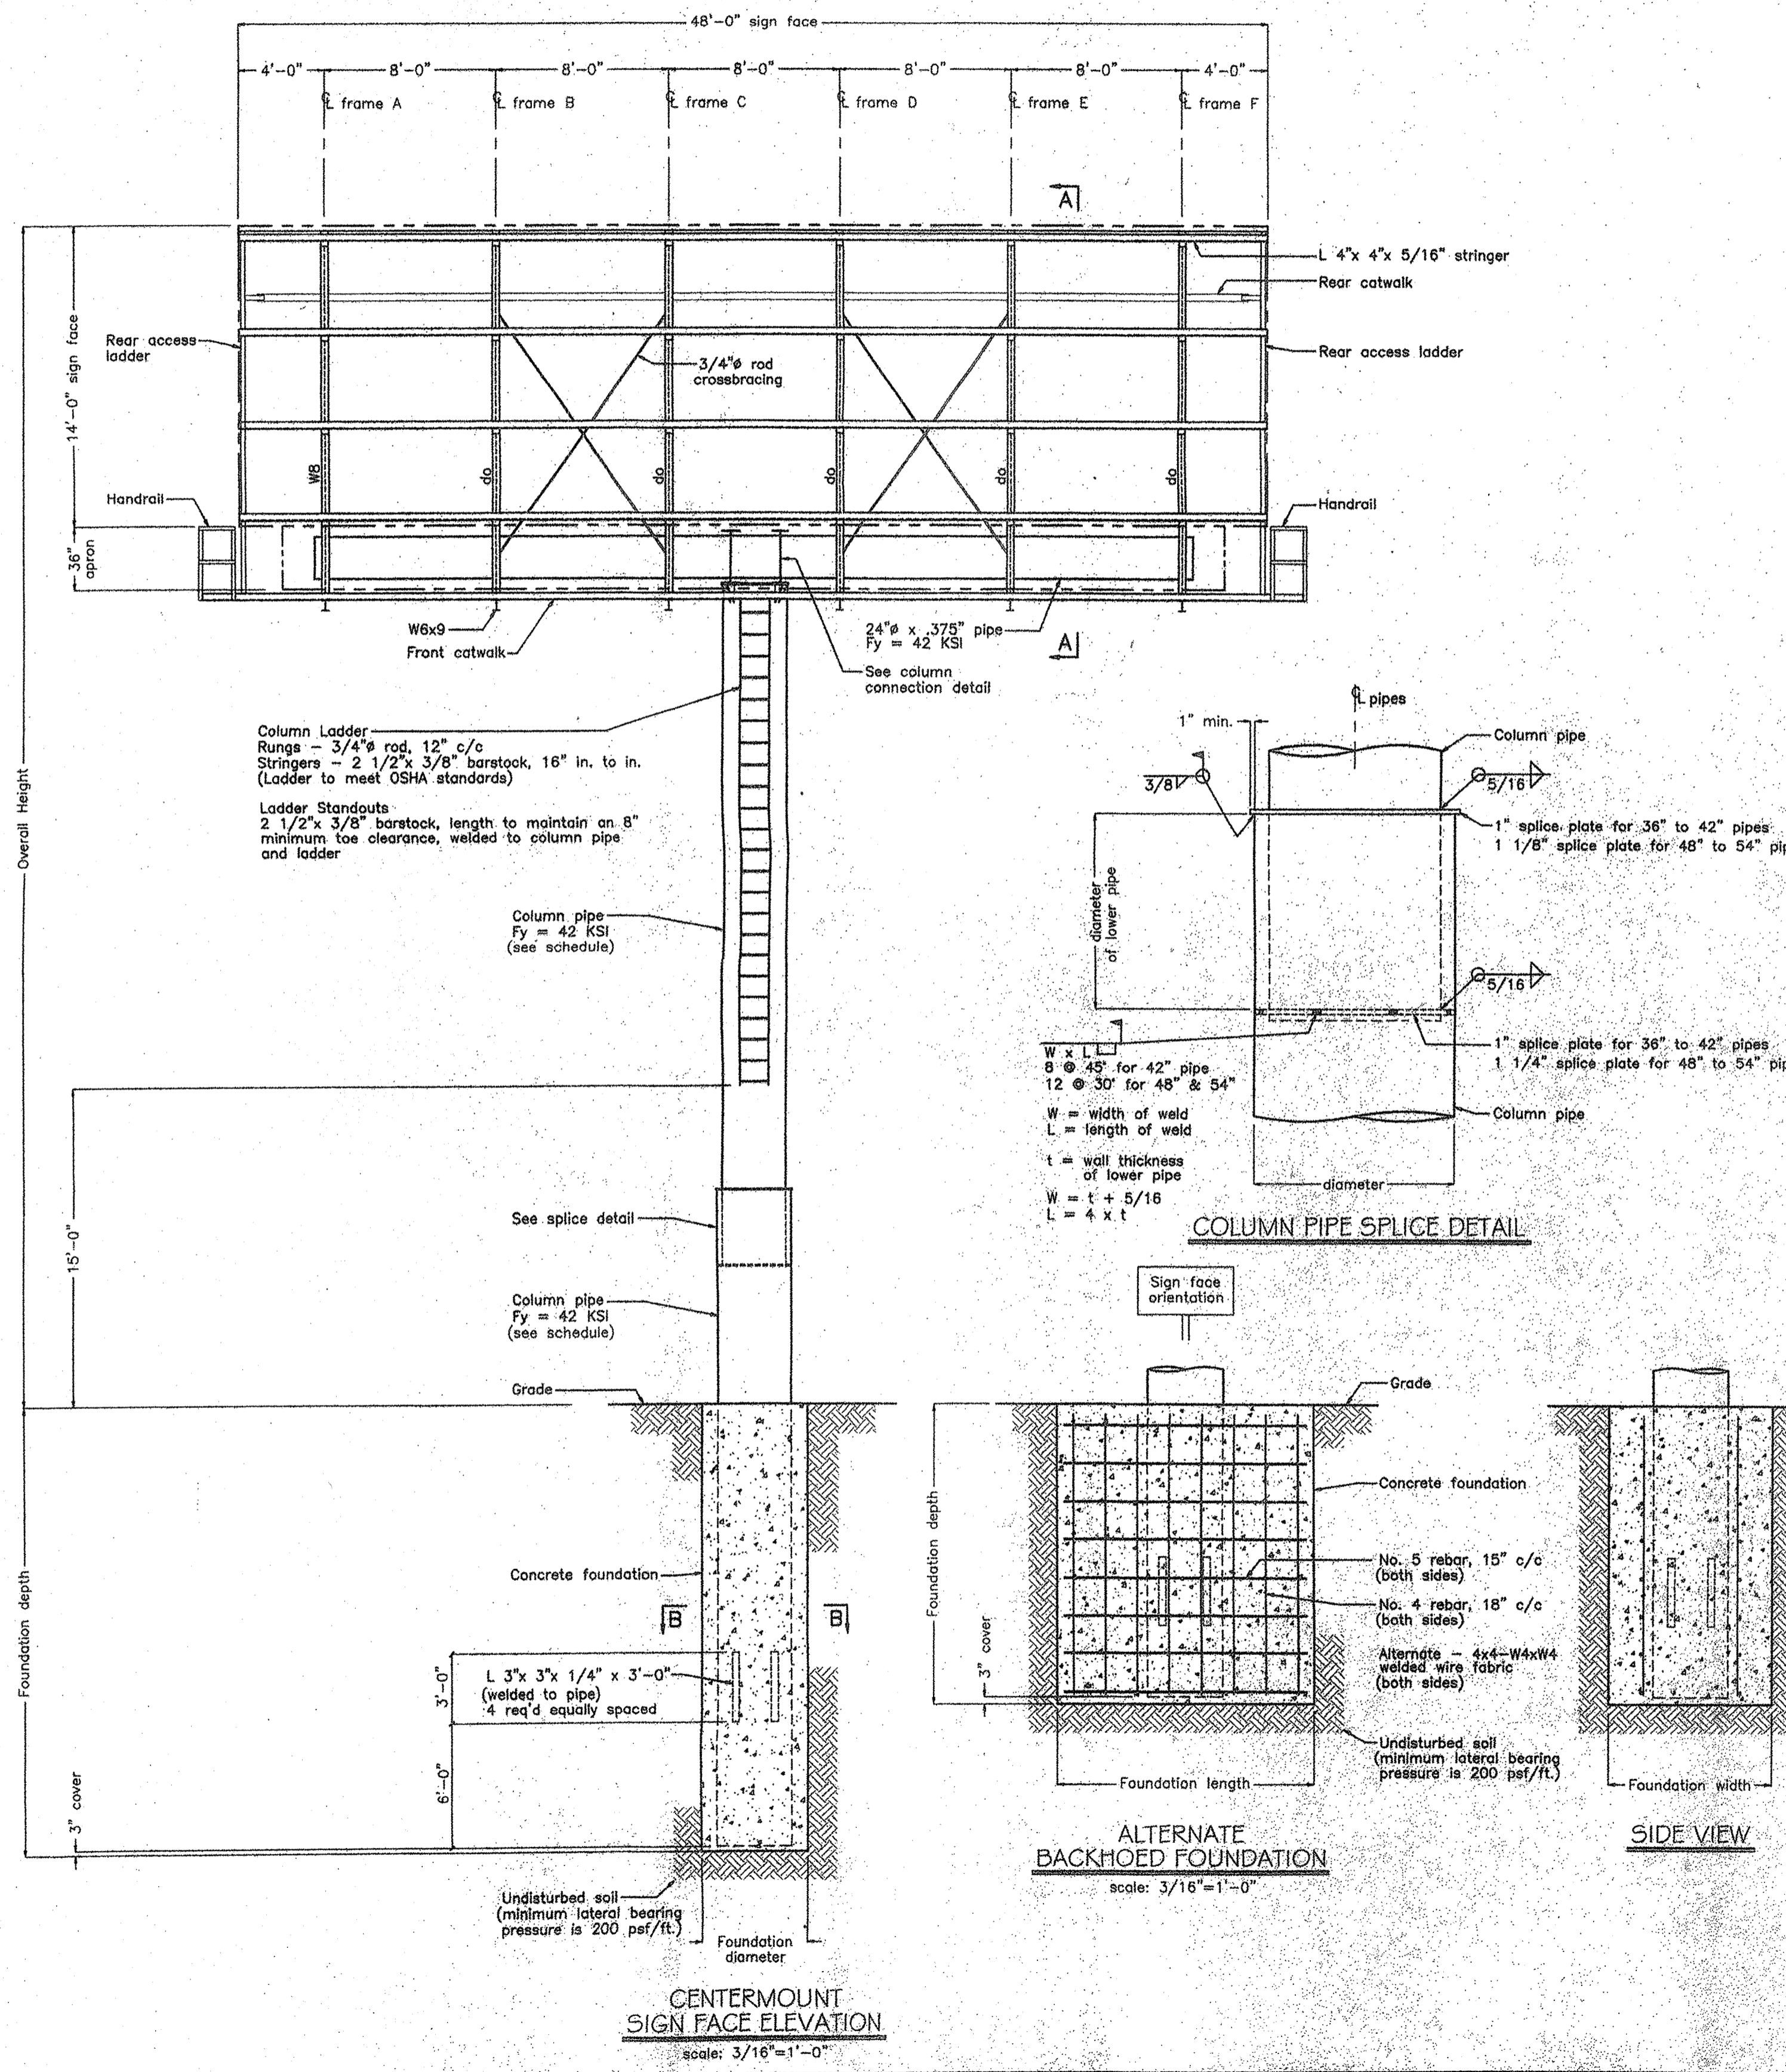 48'-0" sign face
4'-0"
8'-0"
8'-0"
8'-0"
8'-0"
8'-0"
4'-0"
℄ frame A
℄ frame B
℄ frame C
℄ frame D
℄ frame E
℄ frame F
A
L 4"x 4"x 5/16" stringer
Rear catwalk
Rear access
ladder
Rear access ladder
14'-0" sign face
3/4"ø rod
crossbracing
W8
do
do
do
do
do
Handrail
Handrail
36"
apron
W6x9
Front catwalk
24"ø x .375" pipe
Fy = 42 KSI
A
See column
connection detail
Column Ladder
Rungs - 3/4"ø rod, 12" c/c
Stringers - 2 1/2"x 3/8" barstock, 16" in. to in.
(Ladder to meet OSHA standards)
Ladder Standouts
2 1/2"x 3/8" barstock, length to maintain an 8"
minimum toe clearance, welded to column pipe
and ladder
Overall Height
Column pipe
Fy = 42 KSI
(see schedule)
15'-0"
See splice detail
Column pipe
Fy = 42 KSI
(see schedule)
Grade
Foundation depth
Concrete foundation
B
B
3'-0"
L 3"x 3"x 1/4" x 3'-0"
(welded to pipe)
4 req'd equally spaced
6'-0"
3" cover
Undisturbed soil
(minimum lateral bearing
pressure is 200 psf/ft.)
Foundation
diameter
CENTERMOUNT
SIGN FACE ELEVATION
scale: 3/16"=1'-0"
℄ pipes
1" min.
Column pipe
3/8
5/16
1" splice plate for 36" to 42" pipes
1 1/8" splice plate for 48" to 54" pip
diameter
of lower pipe
5/16
1" splice plate for 36" to 42" pipes
1 1/4" splice plate for 48" to 54" pip
W x L
8 @ 45° for 42" pipe
12 @ 30° for 48" & 54"
W = width of weld
L = length of weld
t = wall thickness
of lower pipe
W = t + 5/16
L = 4 x t
Column pipe
diameter
COLUMN PIPE SPLICE DETAIL
Sign face
orientation
Grade
Foundation depth
Concrete foundation
No. 5 rebar, 15" c/c
(both sides)
No. 4 rebar, 18" c/c
(both sides)
Alternate - 4x4-W4xW4
welded wire fabric
(both sides)
3" cover
Undisturbed soil
(minimum lateral bearing
pressure is 200 psf/ft.)
Foundation length
ALTERNATE
BACKHOED FOUNDATION
scale: 3/16"=1'-0"
Foundation width
SIDE VIEW